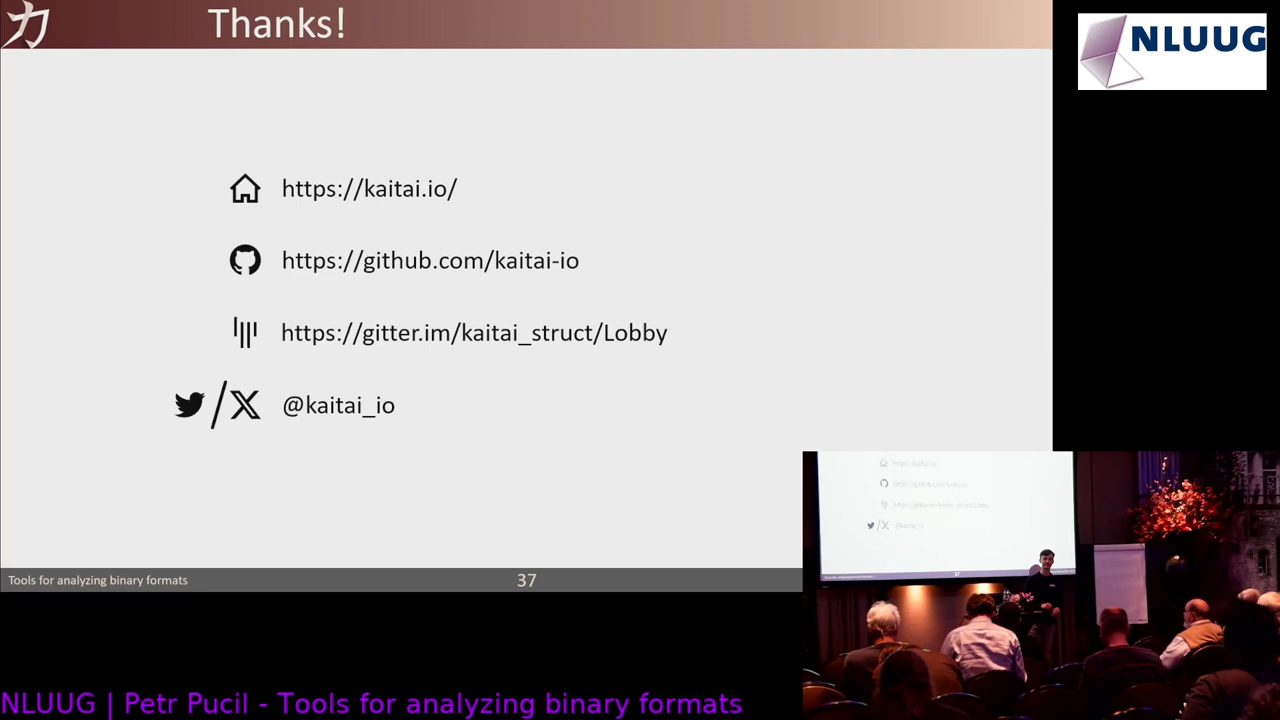 力 Thanks!
NLUUG
https://kaitai.io/
https://github.com/kaitai-io
https://gitter.im/kaitai_struct/Lobby
@kaitai_io
Tools for analyzing binary formats
37
NLUUG | Petr Pucil - Tools for analyzing binary formats